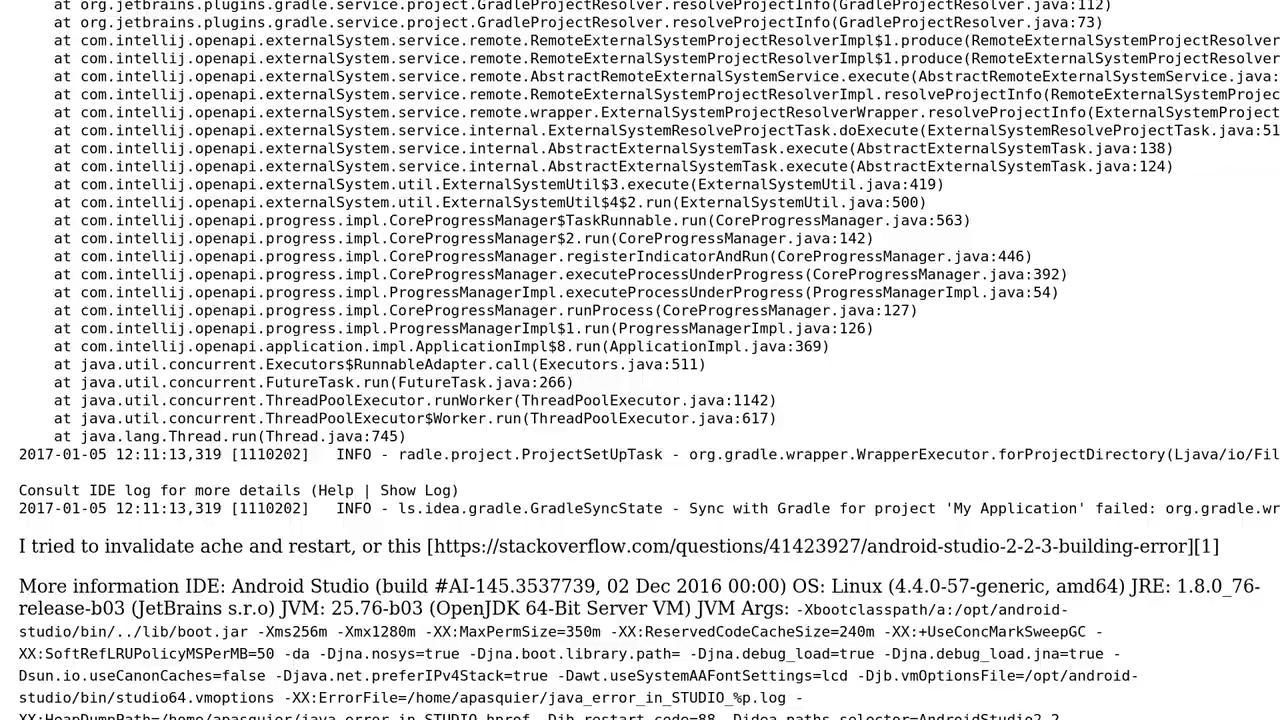 at org.jetbrains.plugins.gradle.service.project.GradleProjectResolver.resolveProjectInfo(GradleProjectResolver.java:112)
at org.jetbrains.plugins.gradle.service.project.GradleProjectResolver.resolveProjectInfo(GradleProjectResolver.java:73)
at com.intellij.openapi.externalSystem.service.remote.RemoteExternalSystemProjectResolverImpl$1.produce(RemoteExternalSystemProjectResolver
at com.intellij.openapi.externalSystem.service.remote.RemoteExternalSystemProjectResolverImpl$1.produce(RemoteExternalSystemProjectResolver
at com.intellij.openapi.externalSystem.service.remote.AbstractRemoteExternalSystemService.execute(AbstractRemoteExternalSystemService.java:
at com.intellij.openapi.externalSystem.service.remote.RemoteExternalSystemProjectResolverImpl.resolveProjectInfo(RemoteExternalSystemProjec
at com.intellij.openapi.externalSystem.service.remote.wrapper.ExternalSystemProjectResolverWrapper.resolveProjectInfo(ExternalSystemProject
at com.intellij.openapi.externalSystem.service.internal.ExternalSystemResolveProjectTask.doExecute(ExternalSystemResolveProjectTask.java:51
at com.intellij.openapi.externalSystem.service.internal.AbstractExternalSystemTask.execute(AbstractExternalSystemTask.java:138)
at com.intellij.openapi.externalSystem.service.internal.AbstractExternalSystemTask.execute(AbstractExternalSystemTask.java:124)
at com.intellij.openapi.externalSystem.util.ExternalSystemUtil$3.execute(ExternalSystemUtil.java:419)
at com.intellij.openapi.externalSystem.util.ExternalSystemUtil$4$2.run(ExternalSystemUtil.java:500)
at com.intellij.openapi.progress.impl.CoreProgressManager$TaskRunnable.run(CoreProgressManager.java:563)
at com.intellij.openapi.progress.impl.CoreProgressManager$2.run(CoreProgressManager.java:142)
at com.intellij.openapi.progress.impl.CoreProgressManager.registerIndicatorAndRun(CoreProgressManager.java:446)
at com.intellij.openapi.progress.impl.CoreProgressManager.executeProcessUnderProgress(CoreProgressManager.java:392)
at com.intellij.openapi.progress.impl.ProgressManagerImpl.executeProcessUnderProgress(ProgressManagerImpl.java:54)
at com.intellij.openapi.progress.impl.CoreProgressManager.runProcess(CoreProgressManager.java:127)
at com.intellij.openapi.progress.impl.ProgressManagerImpl$1.run(ProgressManagerImpl.java:126)
at com.intellij.openapi.application.impl.ApplicationImpl$8.run(ApplicationImpl.java:369)
at java.util.concurrent.Executors$RunnableAdapter.call(Executors.java:511)
at java.util.concurrent.FutureTask.run(FutureTask.java:266)
at java.util.concurrent.ThreadPoolExecutor.runWorker(ThreadPoolExecutor.java:1142)
at java.util.concurrent.ThreadPoolExecutor$Worker.run(ThreadPoolExecutor.java:617)
at java.lang.Thread.run(Thread.java:745)
2017-01-05 12:11:13,319 [1110202]   INFO - radle.project.ProjectSetUpTask - org.gradle.wrapper.WrapperExecutor.forProjectDirectory(Ljava/io/Fil
Consult IDE log for more details (Help | Show Log)
2017-01-05 12:11:13,319 [1110202]   INFO - ls.idea.gradle.GradleSyncState - Sync with Gradle for project 'My Application' failed: org.gradle.wr
I tried to invalidate ache and restart, or this [https://stackoverflow.com/questions/41423927/android-studio-2-2-3-building-error][1]
More information IDE: Android Studio (build #AI-145.3537739, 02 Dec 2016 00:00) OS: Linux (4.4.0-57-generic, amd64) JRE: 1.8.0_76-
release-b03 (JetBrains s.r.o) JVM: 25.76-b03 (OpenJDK 64-Bit Server VM) JVM Args: -Xbootclasspath/a:/opt/android-
studio/bin/../lib/boot.jar -Xms256m -Xmx1280m -XX:MaxPermSize=350m -XX:ReservedCodeCacheSize=240m -XX:+UseConcMarkSweepGC -
XX:SoftRefLRUPolicyMSPerMB=50 -da -Djna.nosys=true -Djna.boot.library.path= -Djna.debug_load=true -Djna.debug_load.jna=true -
Dsun.io.useCanonCaches=false -Djava.net.preferIPv4Stack=true -Dawt.useSystemAAFontSettings=lcd -Djb.vmOptionsFile=/opt/android-
studio/bin/studio64.vmoptions -XX:ErrorFile=/home/apasquier/java_error_in_STUDIO_%p.log -
XX:HeapDumpPath=/home/apasquier/java_error_in_STUDIO.hprof -Djb.restart.code=88 -Didea.paths.selector=AndroidStudio2.2